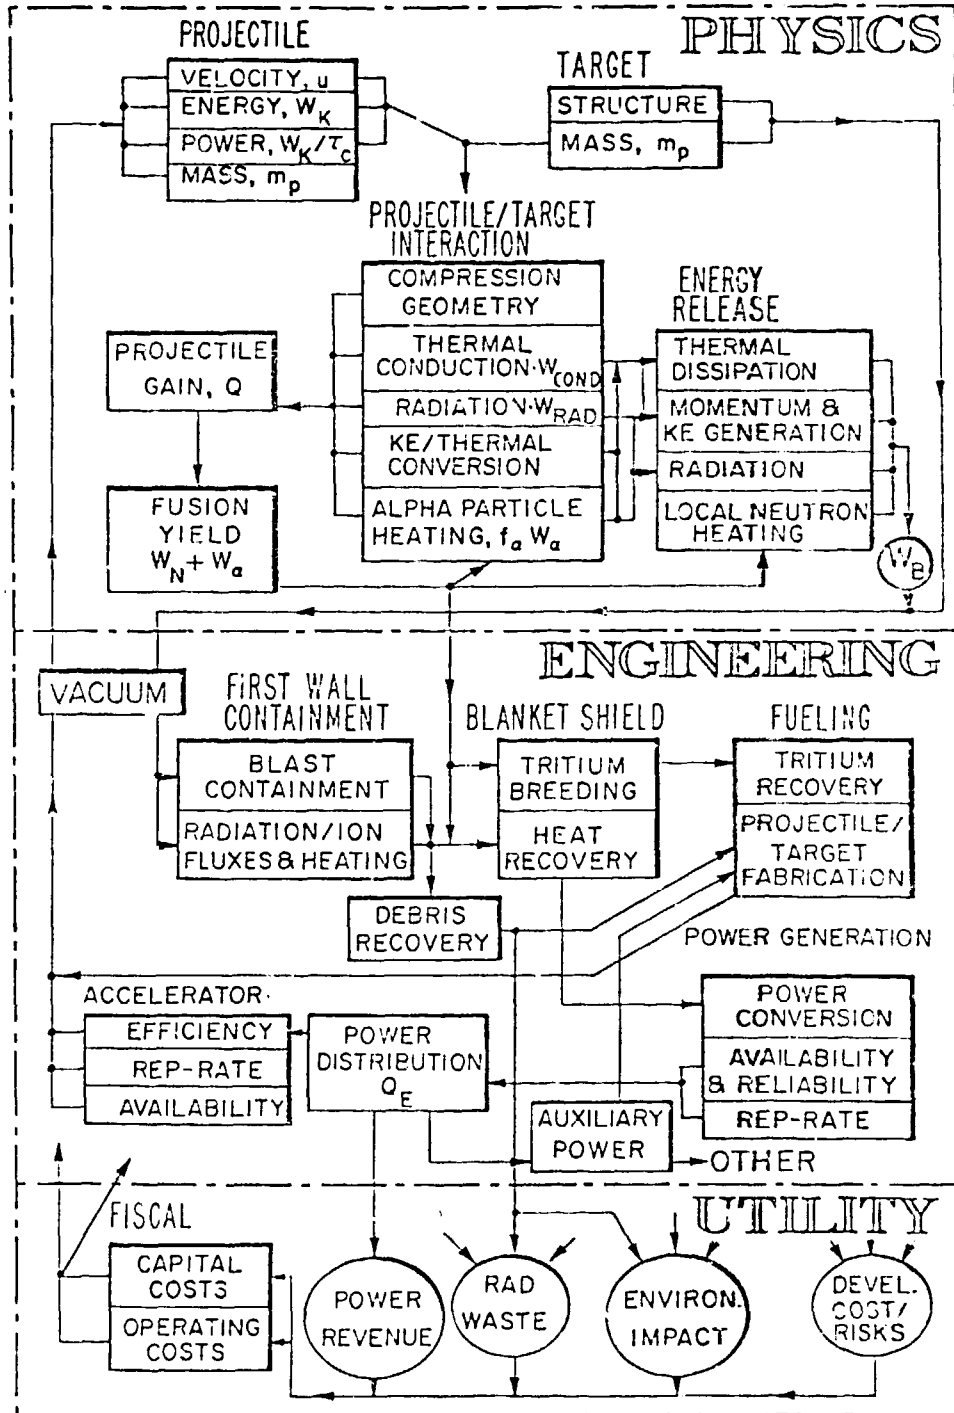 PHYSICS
PROJECTILE
VELOCITY, u
ENERGY, W_K
POWER, W_K/τ_c
MASS, m_p
TARGET
STRUCTURE
MASS, m_p
PROJECTILE/TARGET
INTERACTION
COMPRESSION
GEOMETRY
THERMAL
CONDUCTION·W_COND
RADIATION·W_RAD
KE/THERMAL
CONVERSION
ALPHA PARTICLE
HEATING, f_α W_α
ENERGY
RELEASE
THERMAL
DISSIPATION
MOMENTUM &
KE GENERATION
RADIATION
LOCAL NEUTRON
HEATING
PROJECTILE
GAIN, Q
FUSION
YIELD
W_N + W_α
W_B
ENGINEERING
VACUUM
FIRST WALL
CONTAINMENT
BLAST
CONTAINMENT
RADIATION/ION
FLUXES & HEATING
BLANKET SHIELD
TRITIUM
BREEDING
HEAT
RECOVERY
FUELING
TRITIUM
RECOVERY
PROJECTILE/
TARGET
FABRICATION
DEBRIS
RECOVERY
POWER GENERATION
POWER
CONVERSION
AVAILABILITY
& RELIABILITY
REP-RATE
ACCELERATOR·
EFFICIENCY
REP-RATE
AVAILABILITY
POWER
DISTRIBUTION
Q_E
AUXILIARY
POWER
OTHER
UTILITY
FISCAL
CAPITAL
COSTS
OPERATING
COSTS
POWER
REVENUE
RAD
WASTE
ENVIRON.
IMPACT
DEVEL.
COST/
RISKS